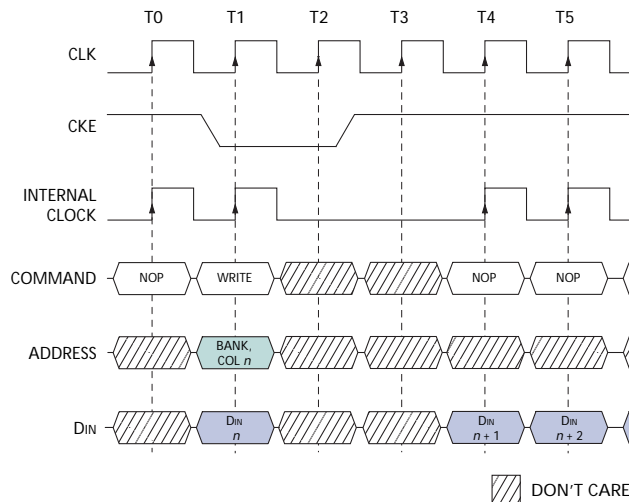 T0 T1 T2 T3 T4 T5
CLK
CKE
INTERNAL
CLOCK
COMMAND NOP WRITE NOP NOP
ADDRESS BANK,
COL n
DIN DIN
n DIN
n + 1 DIN
n + 2
DON'T CARE